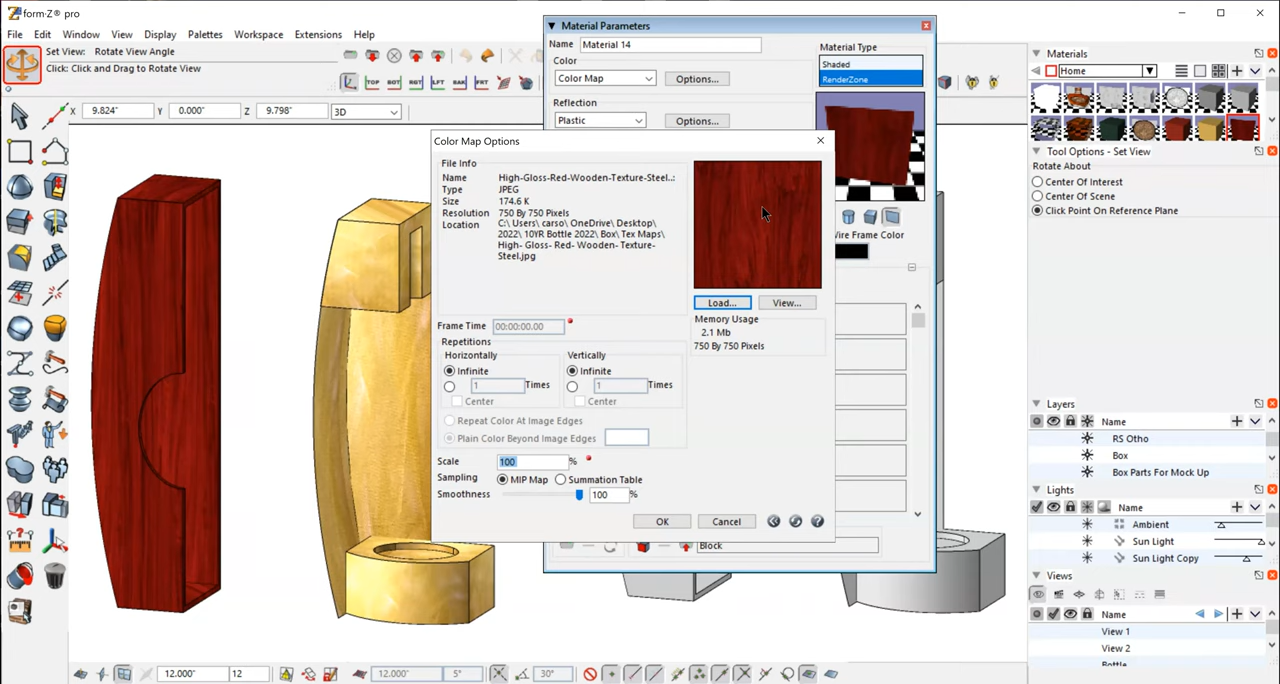 form·Z® pro
File Edit Window View Display Palettes Workspace Extensions Help
Set View: Rotate View Angle
Click: Click and Drag to Rotate View
X 9.824" Y 0.000" Z 9.798" 3D
TOP BOT RGT LFT BAK FRT
Material Parameters
Name Material 14
Color
Color Map Options...
Reflection
Plastic Options...
Material Type
Shaded
RenderZone
Wire Frame Color
Block
Color Map Options
File Info
Name High-Gloss-Red-Wooden-Texture-Steel..:
Type JPEG
Size 174.6 K
Resolution 750 By 750 Pixels
Location C:\ Users\ carso\ OneDrive\ Desktop\
2022\ 10YR Bottle 2022\ Box\ Tex Maps\
High- Gloss- Red- Wooden- Texture-
Steel.jpg
Load... View...
Memory Usage
2.1 Mb
750 By 750 Pixels
Frame Time 00:00:00.00
Repetitions
Horizontally Vertically
Infinite Infinite
1 Times 1 Times
Center Center
Repeat Color At Image Edges
Plain Color Beyond Image Edges
Scale 100 %
Sampling MIP Map Summation Table
Smoothness 100 %
OK Cancel
Materials
Home
Tool Options - Set View
Rotate About
Center Of Interest
Center Of Scene
Click Point On Reference Plane
Layers
Name
RS Otho
Box
Box Parts For Mock Up
Lights
Name
Ambient
Sun Light
Sun Light Copy
Views
Name
View 1
View 2
Bottle
12.000" 12 12.000" 5° 30°